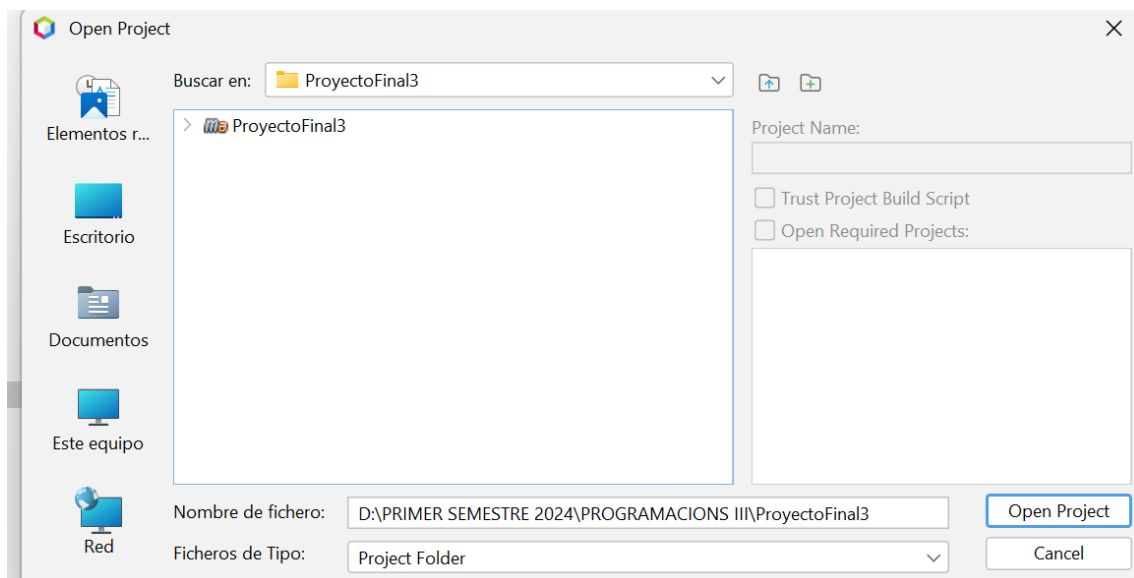 Open Project
Buscar en: ProyectoFinal3
ma ProyectoFinal3
Elementos r...
Escritorio
Documentos
Este equipo
Red
Project Name:
Trust Project Build Script
Open Required Projects:
Nombre de fichero: D:\PRIMER SEMESTRE 2024\PROGRAMACIONS III\ProyectoFinal3 Open Project
Ficheros de Tipo: Project Folder Cancel